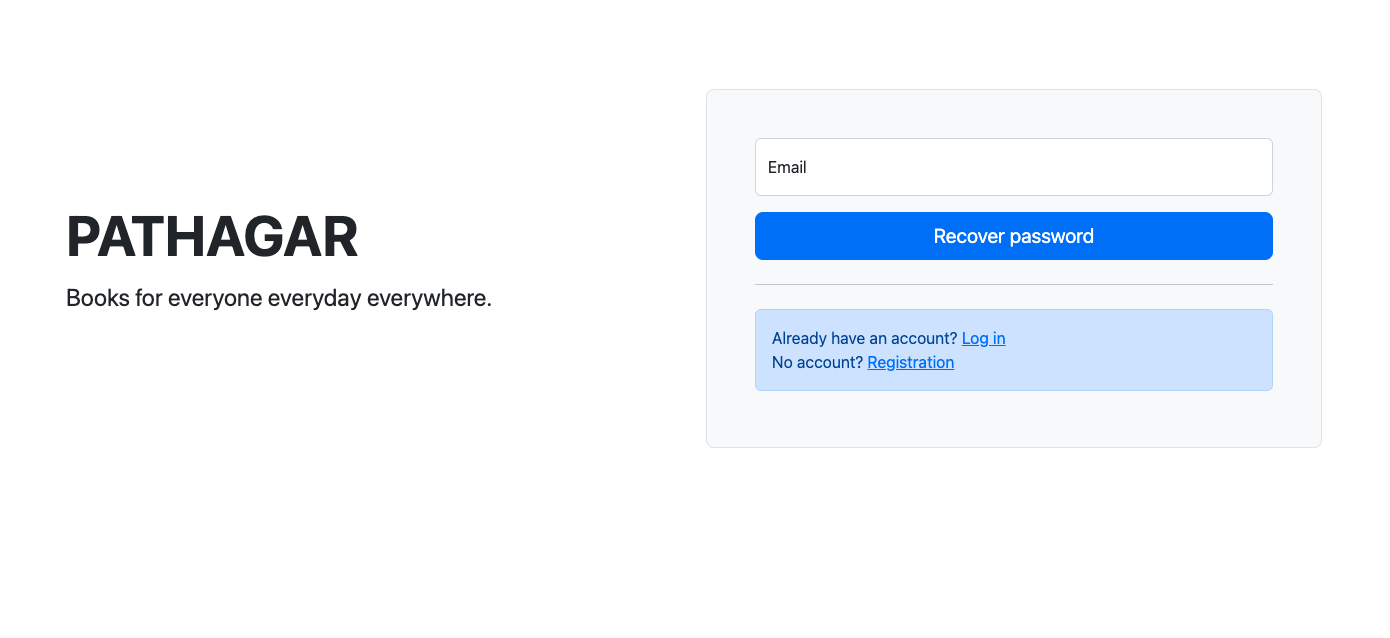 PATHAGAR
Books for everyone everyday everywhere.
Email
Recover password
Already have an account? Log in
No account? Registration